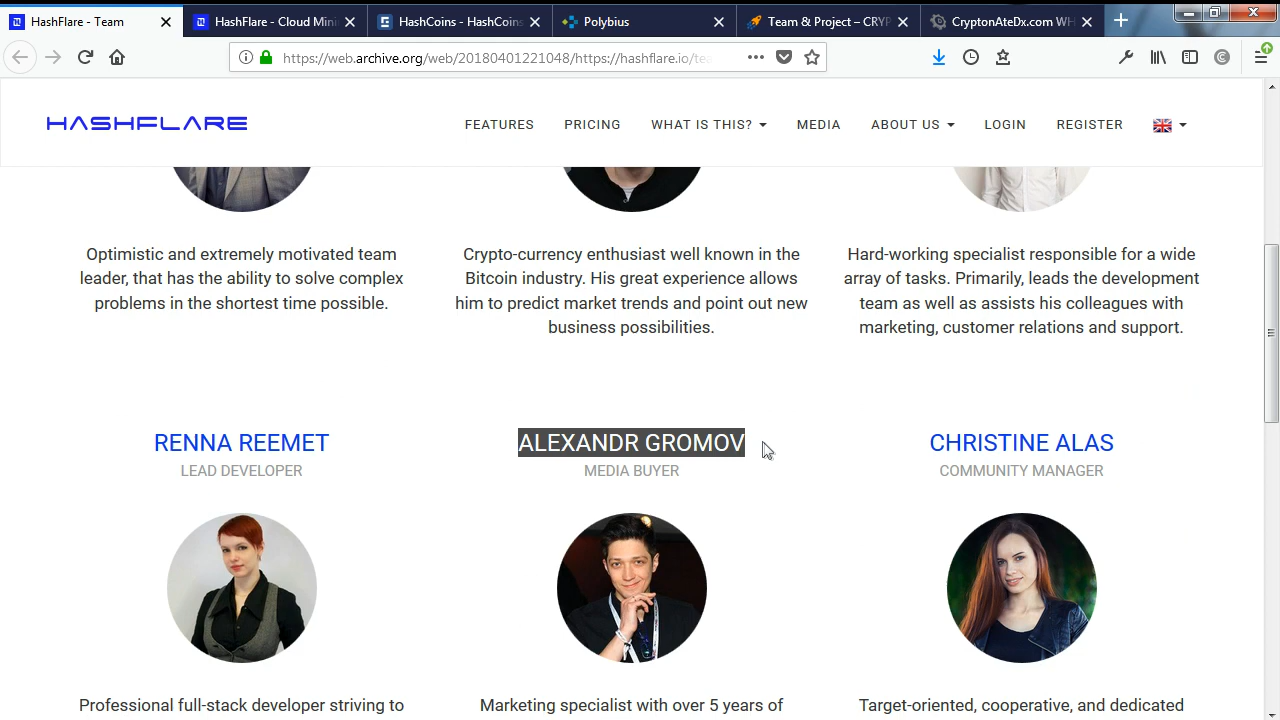 HashFlare - Team
HashFlare - Cloud Mini
HashCoins - HashCoins
Polybius
Team & Project – CRYP
CryptonAteDx.com WH
https://web.archive.org/web/20180401221044/https://hashflare.io/te
HASHFLARE
FEATURES
PRICING
WHAT IS THIS?
MEDIA
ABOUT US
LOGIN
REGISTER
Optimistic and extremely motivated team
leader, that has the ability to solve complex
problems in the shortest time possible.
Crypto-currency enthusiast well known in the
Bitcoin industry. His great experience allows
him to predict market trends and point out new
business possibilities.
Hard-working specialist responsible for a wide
array of tasks. Primarily, leads the development
team as well as assists his colleagues with
marketing, customer relations and support.
RENNA REEMET
LEAD DEVELOPER
ALEXANDR GROMOV
MEDIA BUYER
CHRISTINE ALAS
COMMUNITY MANAGER
Professional full-stack developer striving to
Marketing specialist with over 5 years of
Target-oriented, cooperative, and dedicated